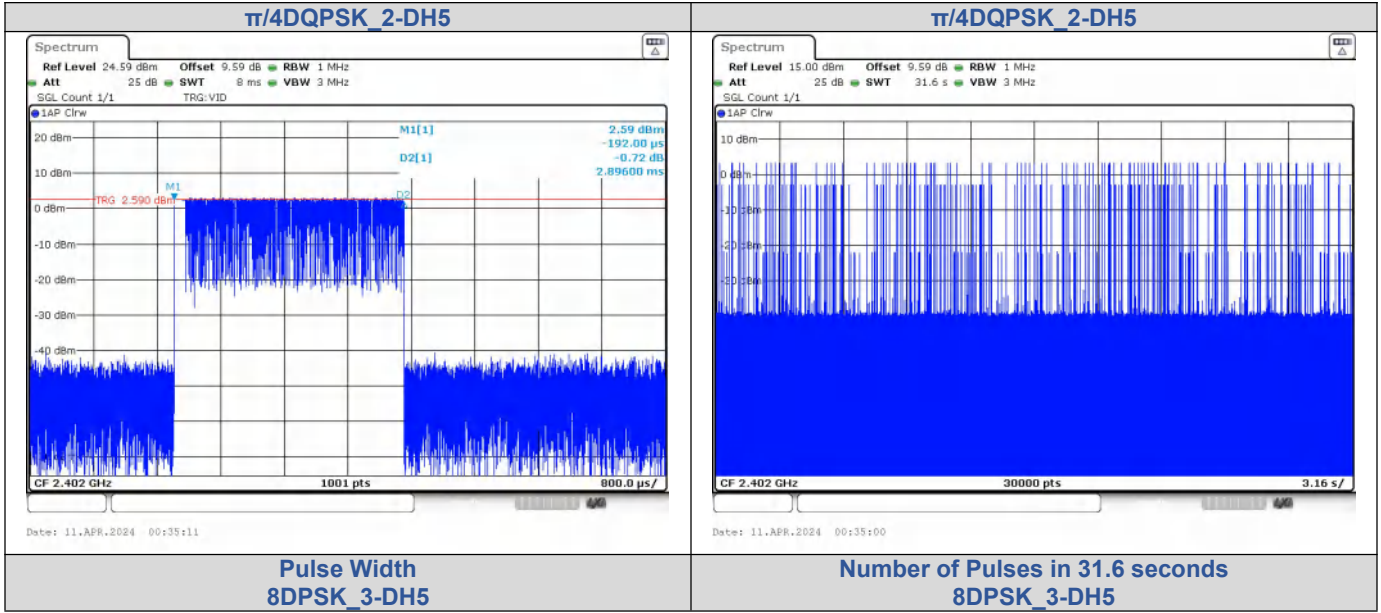 π/4DQPSK_2-DH5
Spectrum
Ref Level 24.59 dBm Offset 9.59 dB RBW 1 MHz
Att 25 dB SWT 8 ms VBW 3 MHz
SGL Count 1/1 TRG:VID
1AP Clrw
M1[1] 2.59 dBm
-192.00 µs
D2[1] -0.72 dB
2.89600 ms
20 dBm
10 dBm
M1
D2
TRG 2.590 dBm
0 dBm
-10 dBm
-20 dBm
-30 dBm
-40 dBm
CF 2.402 GHz 1001 pts 800.0 µs/
Date: 11.APR.2024 00:35:11
Pulse Width
8DPSK_3-DH5
π/4DQPSK_2-DH5
Spectrum
Ref Level 15.00 dBm Offset 9.59 dB RBW 1 MHz
Att 25 dB SWT 31.6 s VBW 3 MHz
SGL Count 1/1
1AP Clrw
10 dBm
0 dBm
-10 dBm
-20 dBm
CF 2.402 GHz 30000 pts 3.16 s/
Date: 11.APR.2024 00:35:00
Number of Pulses in 31.6 seconds
8DPSK_3-DH5